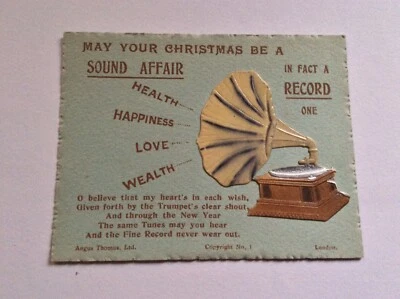 MAY YOUR CHRISTMAS BE A
SOUND AFFAIR
IN FACT A
RECORD
ONE
HEALTH
HAPPINESS
LOVE
WEALTH
O believe that my heart's in each wish,
Given forth by the Trumpet's clear shout,
And through the New Year
The same Tunes may you hear
And the Fine Record never wear out.
Angus Thomas, Ltd. Copyright No. 1 London.